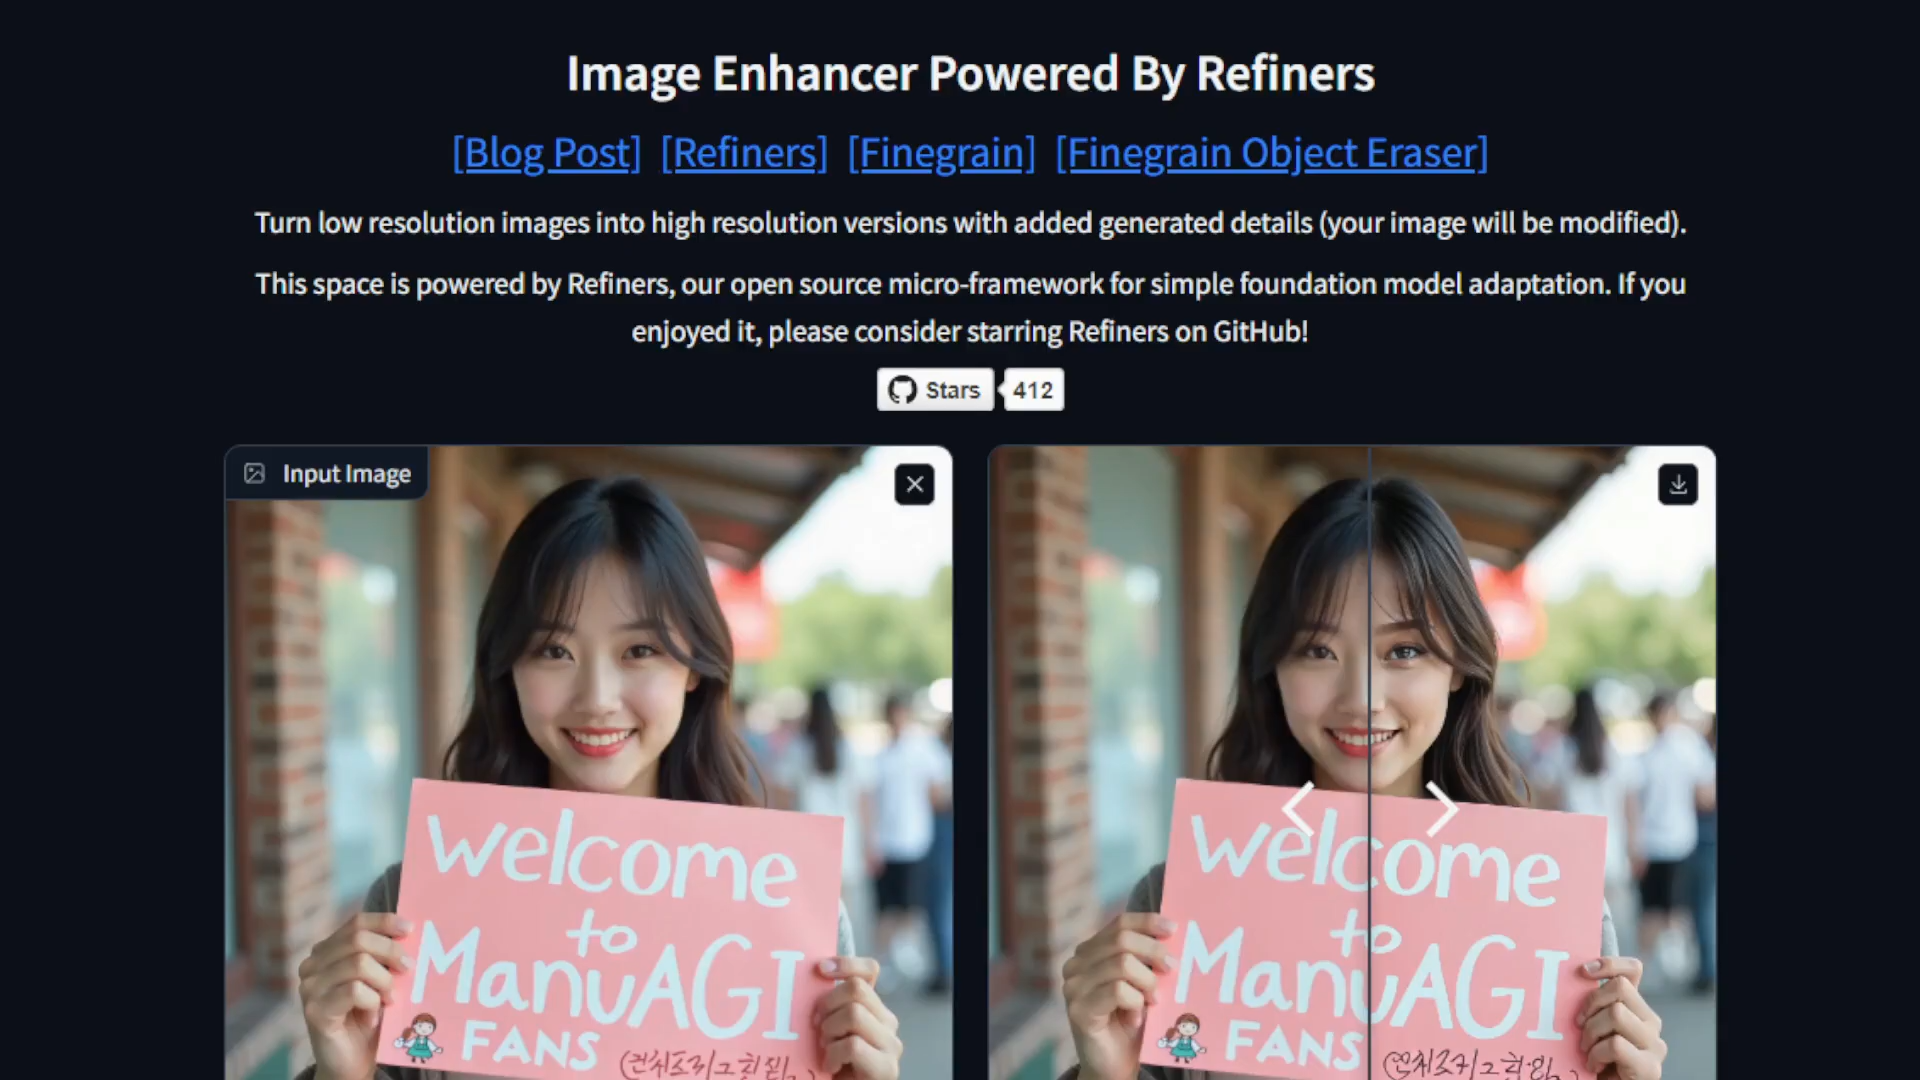 Image Enhancer Powered By Refiners
[Blog Post] [Refiners] [Finegrain] [Finegrain Object Eraser]
Turn low resolution images into high resolution versions with added generated details (your image will be modified).
This space is powered by Refiners, our open source micro-framework for simple foundation model adaptation. If you
enjoyed it, please consider starring Refiners on GitHub!
Stars 412
Input Image
welcome
to
ManuAGI
FANS
welcome
to
ManuAGI
FANS